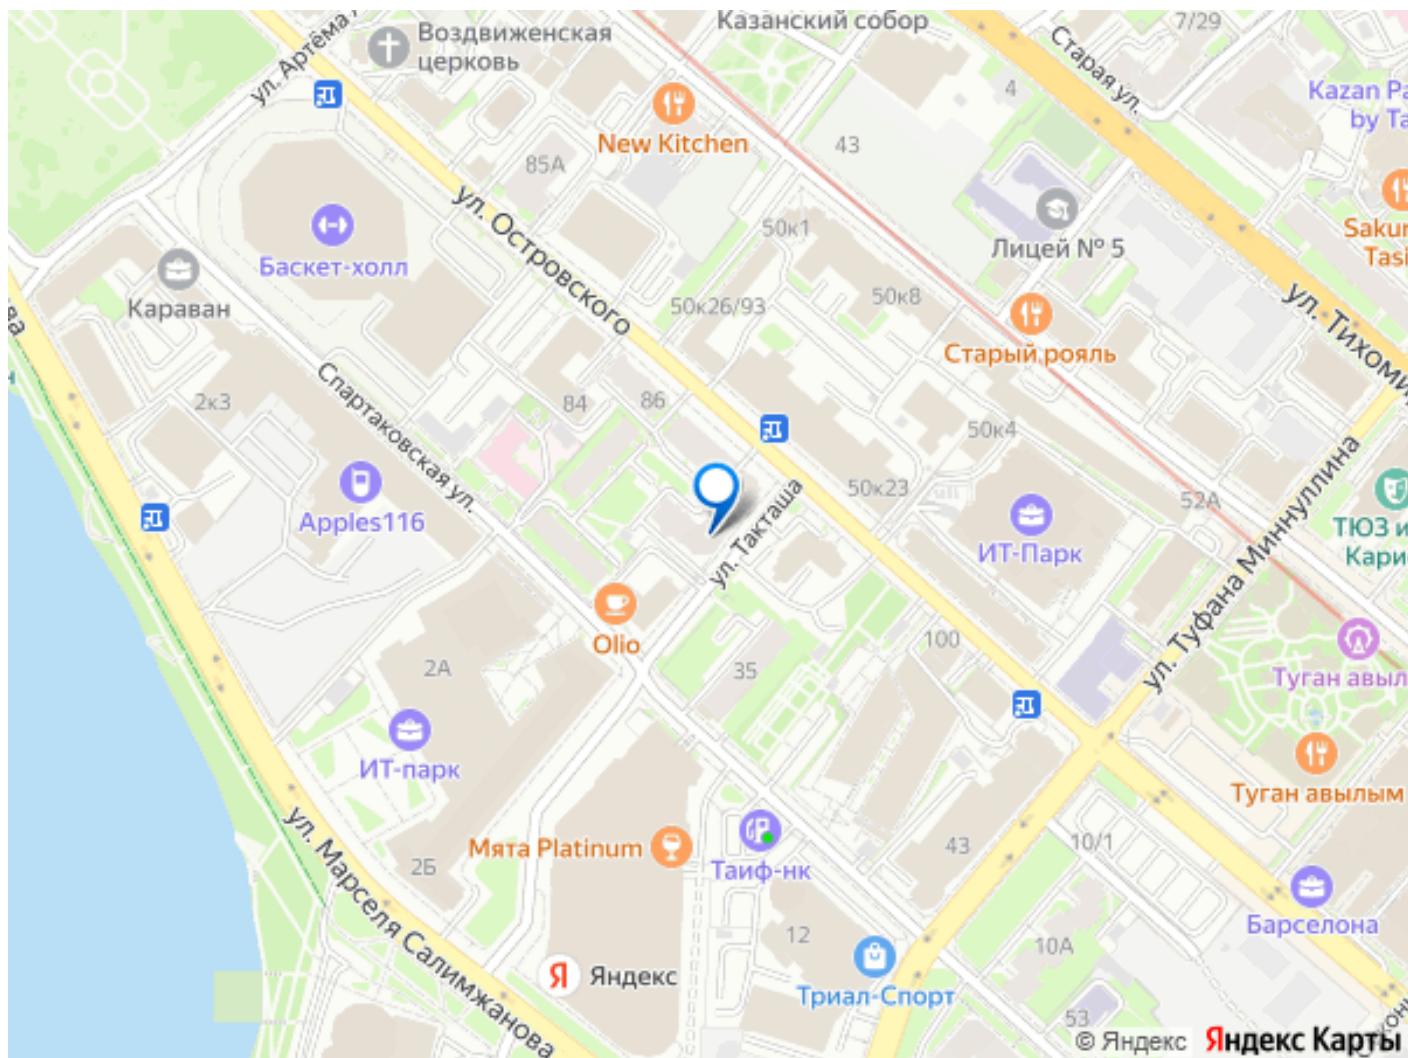 Казанский собор
7/29
Воздвиженская
церковь
ул. Артёма
Старая ул.
4
Kazan Pa
by Ta
New Kitchen
43
85А
ул. Островского
Лицей № 5
Sakur
Tasi
50к1
Баскет-холл
Караван
50к26/93
50к8
Старый рояль
ул. Тихоми
ва
2к3
Спартаковская ул.
84
86
50к4
50к23
52А
Apples116
ул. Такташа
ИТ-Парк
ТЮЗ и
Кари
ул. Туфана Миннуллина
Olio
100
2А
35
Туган авыл
ИТ-парк
Туган авылым
ул. Марселя Салимжанова
Мята Platinum
Таиф-нк
43
10/1
2Б
Барселона
12
10А
Яндекс
Триал-Спорт
53
© Яндекс Яндекс Карты